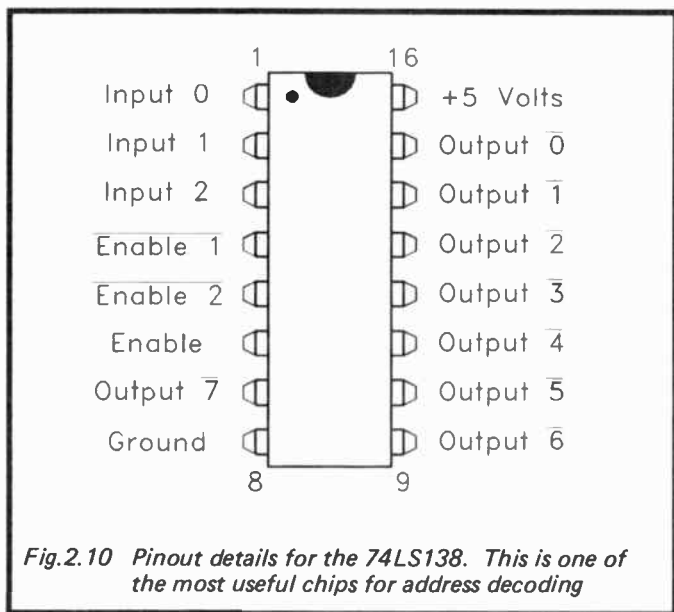 1 16
Input 0 +5 Volts
Input 1 Output 0̅
Input 2 Output 1̅
E̅n̅a̅b̅l̅e̅ ̅1̅ Output 2̅
E̅n̅a̅b̅l̅e̅ ̅2̅ Output 3̅
Enable Output 4̅
Output 7̅ Output 5̅
Ground Output 6̅
8 9
Fig.2.10 Pinout details for the 74LS138. This is one of
the most useful chips for address decoding